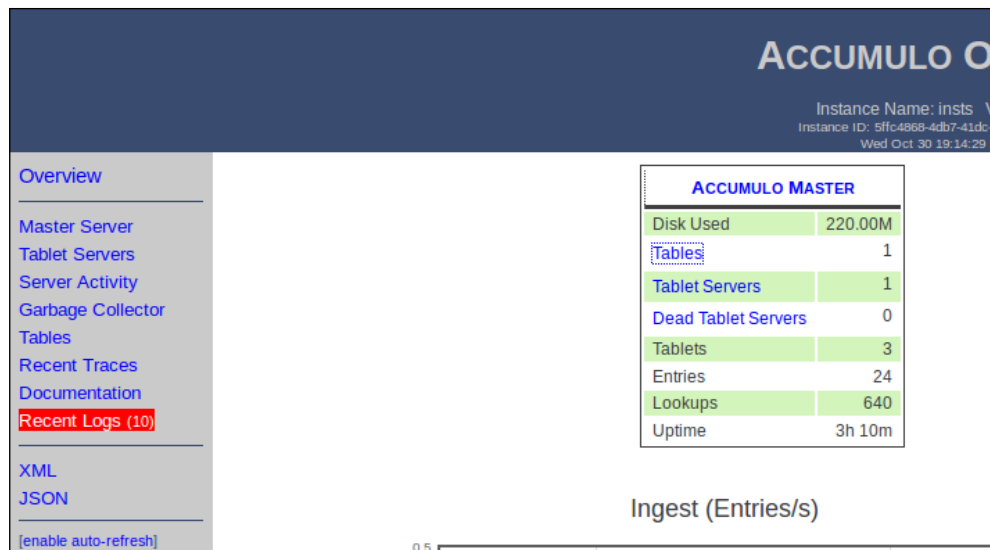 ACCUMULO O
Instance Name: insts V
Instance ID: 5ffc4868-4db7-41dc-
Wed Oct 30 19:14:29
Overview
Master Server
Tablet Servers
Server Activity
Garbage Collector
Tables
Recent Traces
Documentation
Recent Logs (10)
XML
JSON
[enable auto-refresh]
ACCUMULO MASTER
Disk Used 220.00M
Tables 1
Tablet Servers 1
Dead Tablet Servers 0
Tablets 3
Entries 24
Lookups 640
Uptime 3h 10m
Ingest (Entries/s)
0.5